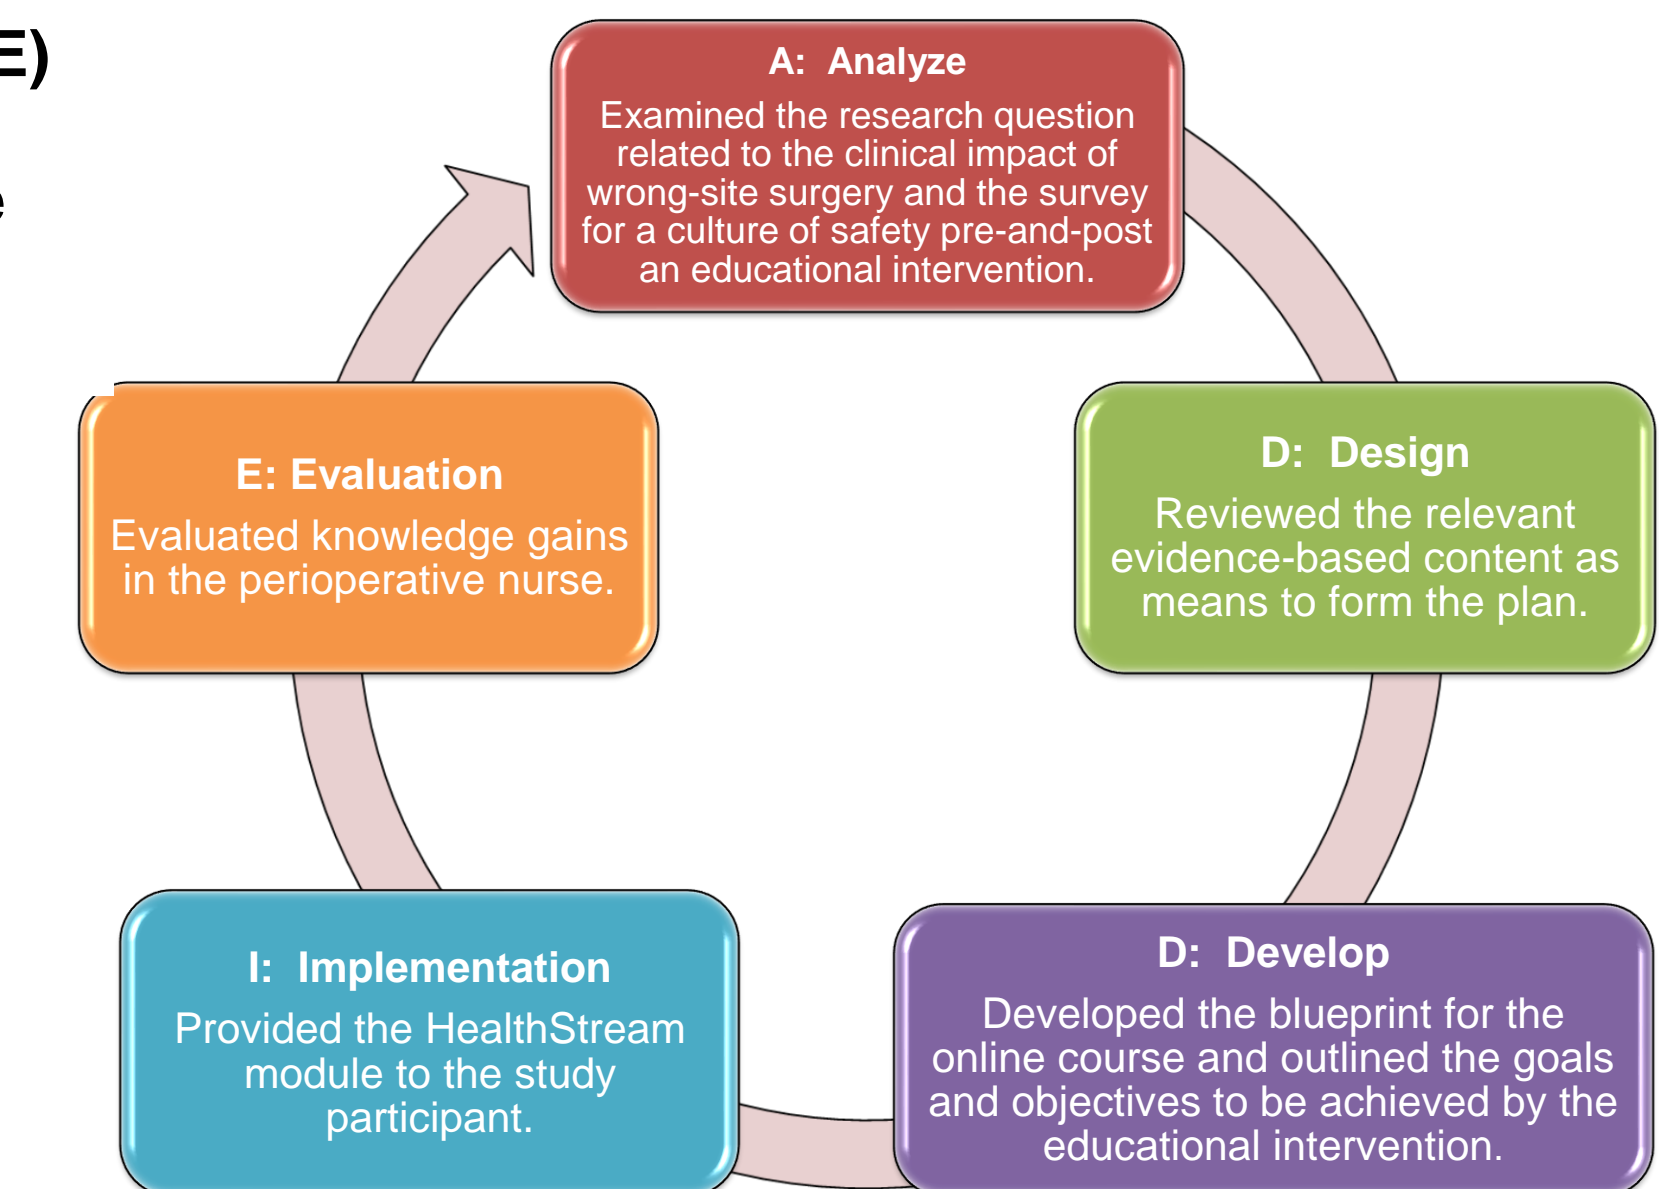 E)
e
A:  Analyze
Examined the research question
related to the clinical impact of
wrong-site surgery and the survey
for a culture of safety pre-and-post
an educational intervention.
D:  Design
Reviewed the relevant
evidence-based content as
means to form the plan.
D:  Develop
Developed the blueprint for the
online course and outlined the goals
and objectives to be achieved by the
educational intervention.
I:  Implementation
Provided the HealthStream
module to the study
participant.
E: Evaluation
Evaluated knowledge gains
in the perioperative nurse.